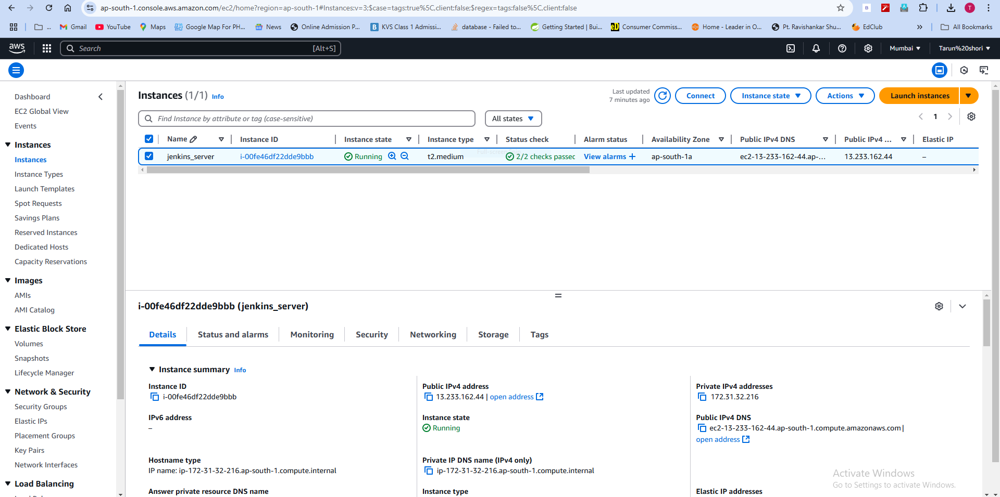 ap-south-1.console.aws.amazon.com/ec2/home?region=ap-south-1#Instances:v=3;$case=tags:true%5C,client:false;$regex=tags:false%5C,client:false
B
T
... Gmail YouTube Maps Google Map For PH... News Online Admission P... B KVS Class 1 Admissi... database - Failed to... Getting Started | Bui... Consumer Commiss... Home - Leader in O... Pt. Ravishankar Shu... EdClub » All Bookmarks
aws Search [Alt+S] Mumbai Tarun%20shori
Dashboard
EC2 Global View
Events
Instances
Instances
Instance Types
Launch Templates
Spot Requests
Savings Plans
Reserved Instances
Dedicated Hosts
Capacity Reservations
Images
AMIs
AMI Catalog
Elastic Block Store
Volumes
Snapshots
Lifecycle Manager
Network & Security
Security Groups
Elastic IPs
Placement Groups
Key Pairs
Network Interfaces
Load Balancing
Instances (1/1) Info
Last updated
7 minutes ago
Connect Instance state Actions Launch instances
Find Instance by attribute or tag (case-sensitive) All states 1
Name Instance ID Instance state Instance type Status check Alarm status Availability Zone Public IPv4 DNS Public IPv4 ... Elastic IP
jenkins_server i-00fe46df22dde9bbb Running t2.medium 2/2 checks passed View alarms + ap-south-1a ec2-13-233-162-44.ap-... 13.233.162.44 –
i-00fe46df22dde9bbb (jenkins_server)
Details Status and alarms Monitoring Security Networking Storage Tags
Instance summary Info
Instance ID
i-00fe46df22dde9bbb
Public IPv4 address
13.233.162.44 | open address
Private IPv4 addresses
172.31.32.216
IPv6 address
–
Instance state
Running
Public IPv4 DNS
ec2-13-233-162-44.ap-south-1.compute.amazonaws.com |
open address
Hostname type
IP name: ip-172-31-32-216.ap-south-1.compute.internal
Private IP DNS name (IPv4 only)
ip-172-31-32-216.ap-south-1.compute.internal
Answer private resource DNS name
Instance type
Elastic IP addresses
Activate Windows
Go to Settings to activate Windows.